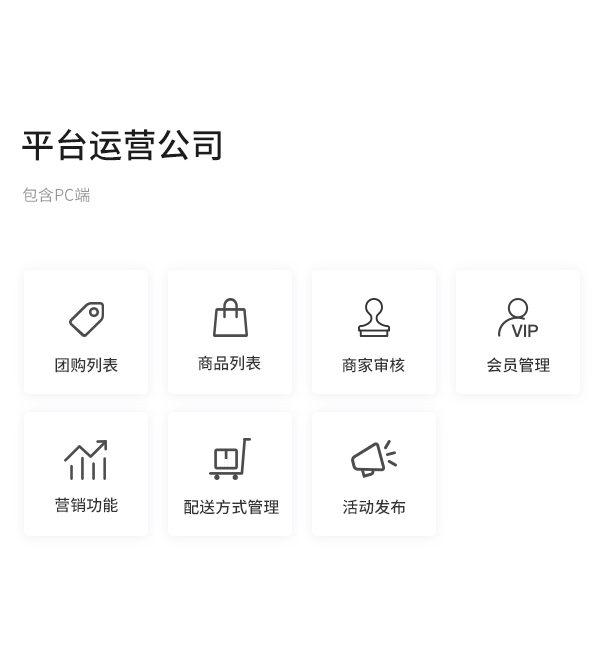 平台运营公司
包含PC端
团购列表
商品列表
商家审核
VIP
会员管理
营销功能
配送方式管理
活动发布